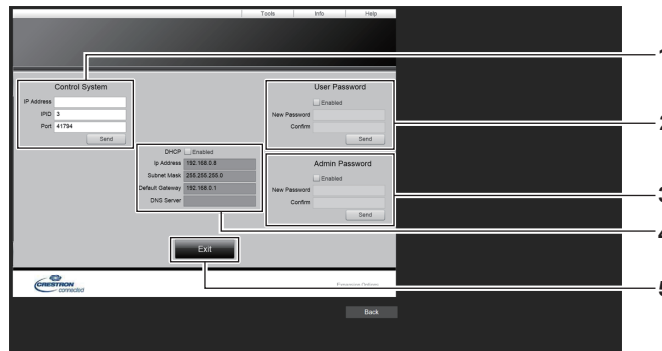 Tools Info Help
Control System
IP Address
IPID 3
Port 41794
Send
User Password
Enabled
New Password
Confirm
Send
DHCP Enabled
Ip Address 192.168.0.8
Subnet Mask 255.255.255.0
Default Gateway 192.168.0.1
DNS Server
Admin Password
Enabled
New Password
Confirm
Send
Exit
CRESTRON
connected
Expansion Options
Back
2
3
4
5